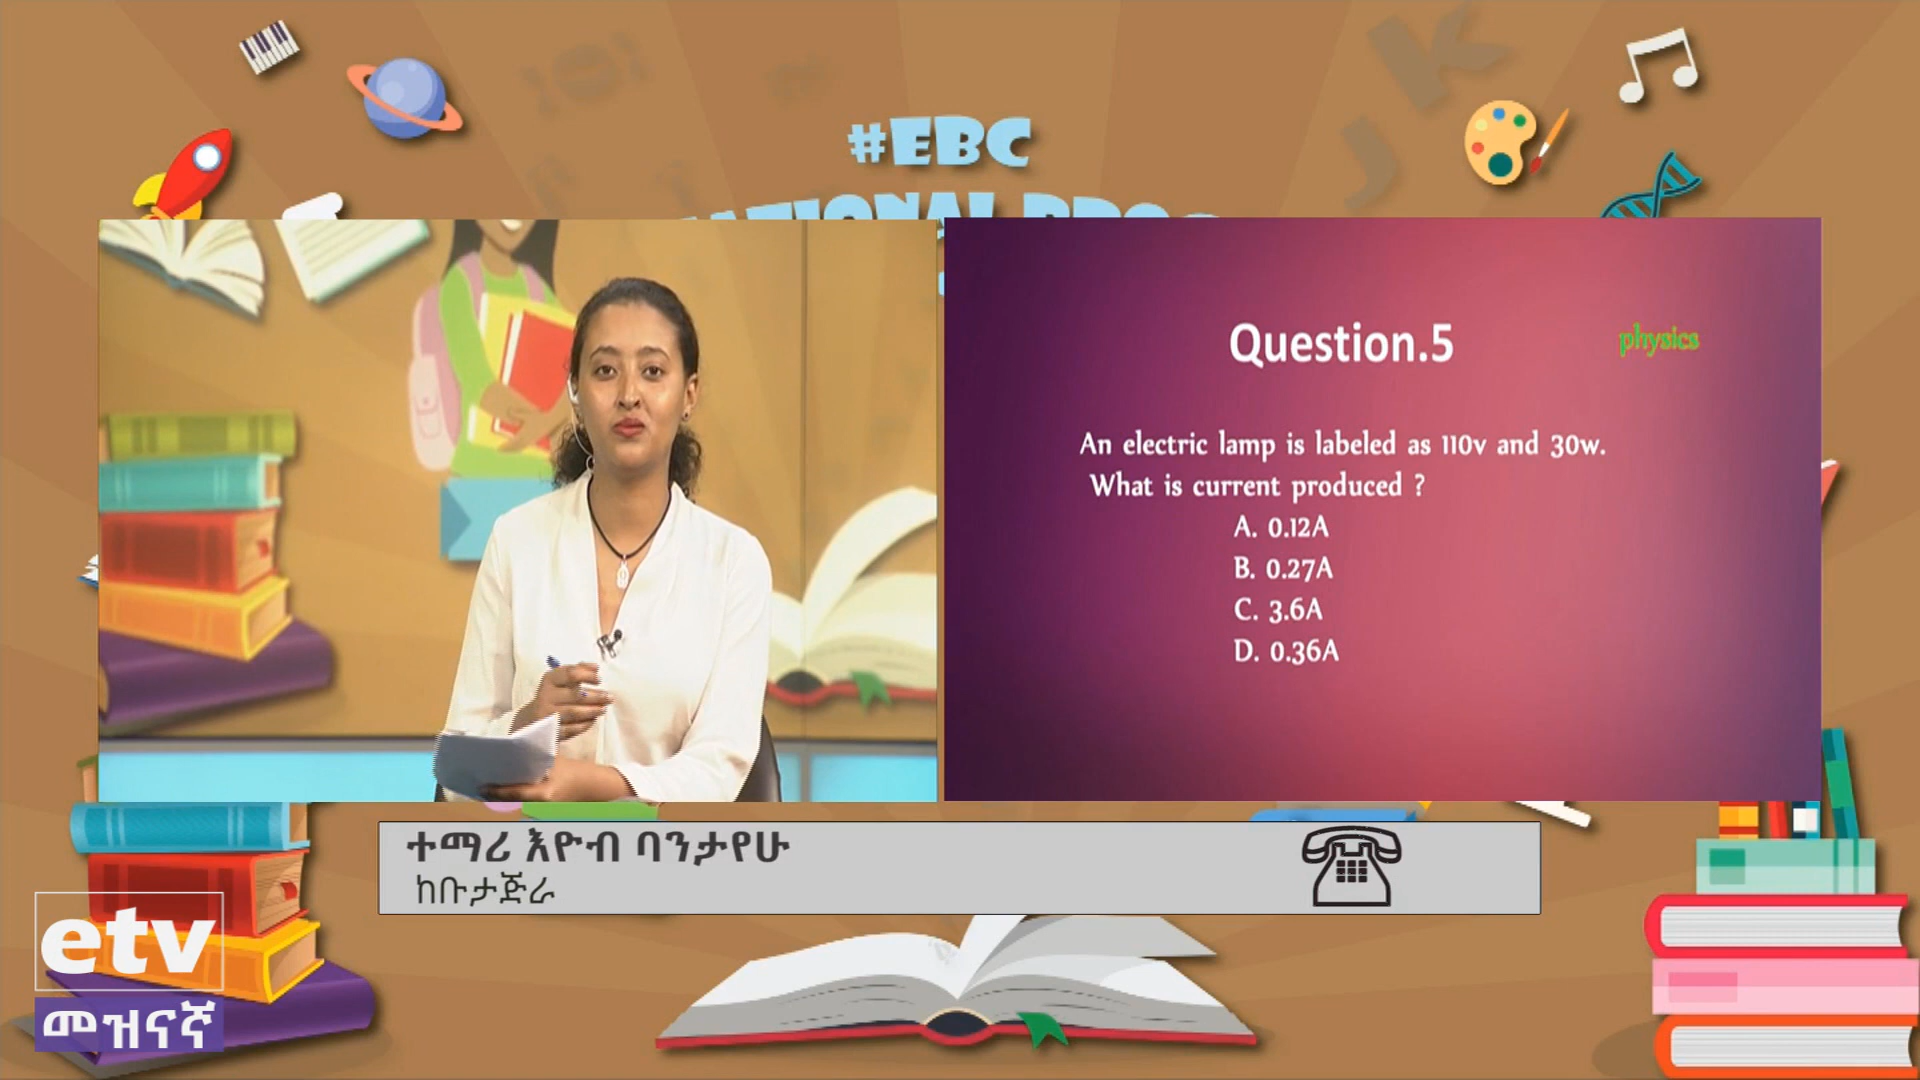 #EBC
Question.5
physics
An electric lamp is labeled as 110v and 30w.
What is current produced ?
A. 0.12A
B. 0.27A
C. 3.6A
D. 0.36A
ተማሪ እዮብ ባንታየሁ
ከቡታጅራ
etv
መዝናኛ